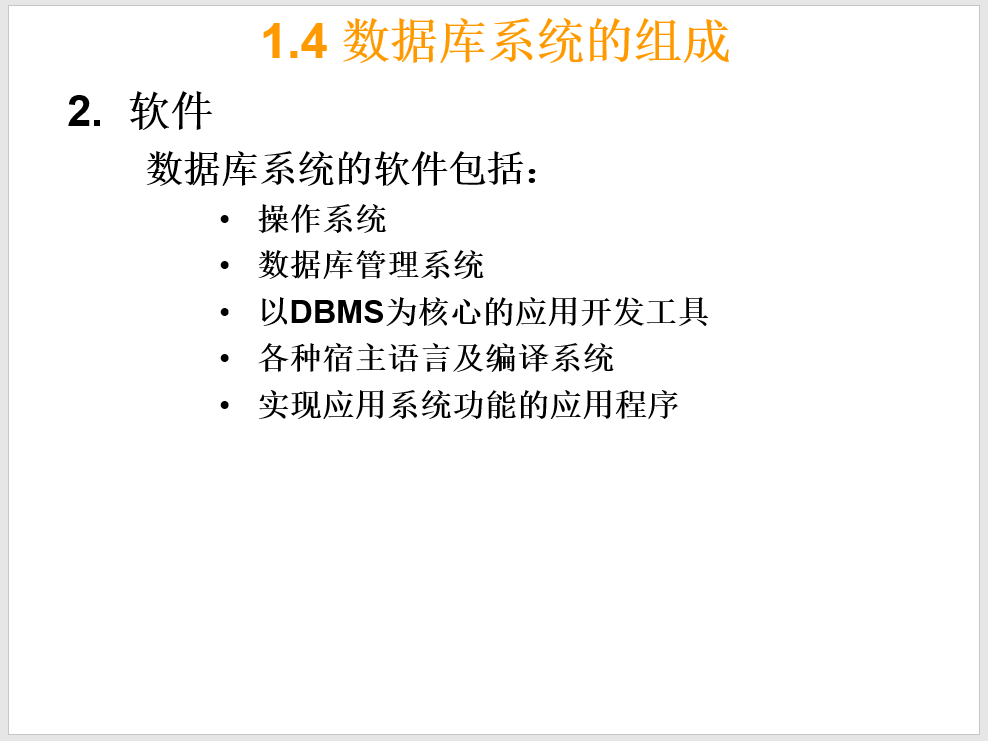 1.4 数据库系统的组成
2. 软件
数据库系统的软件包括：
• 操作系统
• 数据库管理系统
• 以DBMS为核心的应用开发工具
• 各种宿主语言及编译系统
• 实现应用系统功能的应用程序